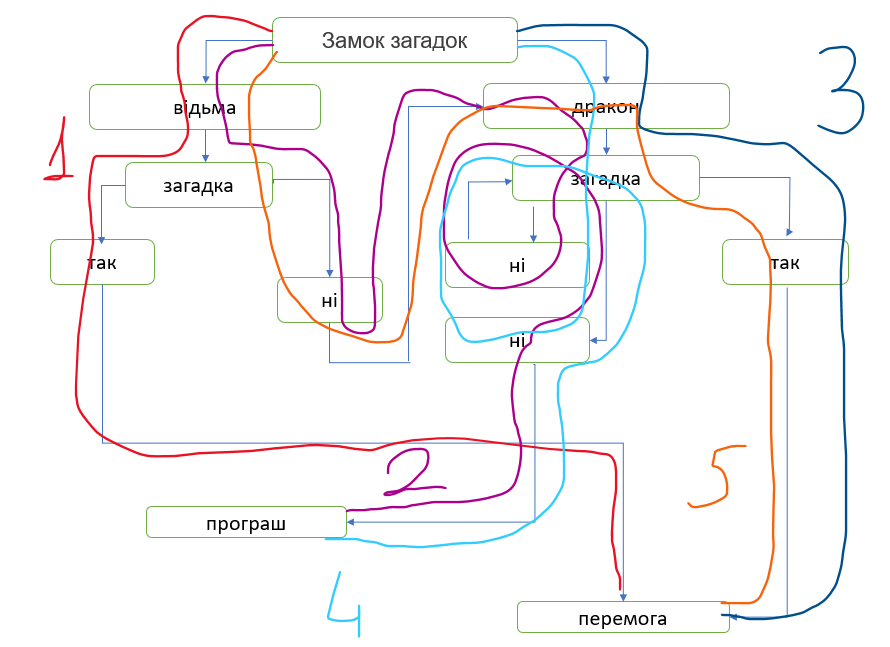 Замок загадок
відьма
дракон
3
1
загадка
загадка
так
ні
ні
так
ні
2
5
програш
4
перемога